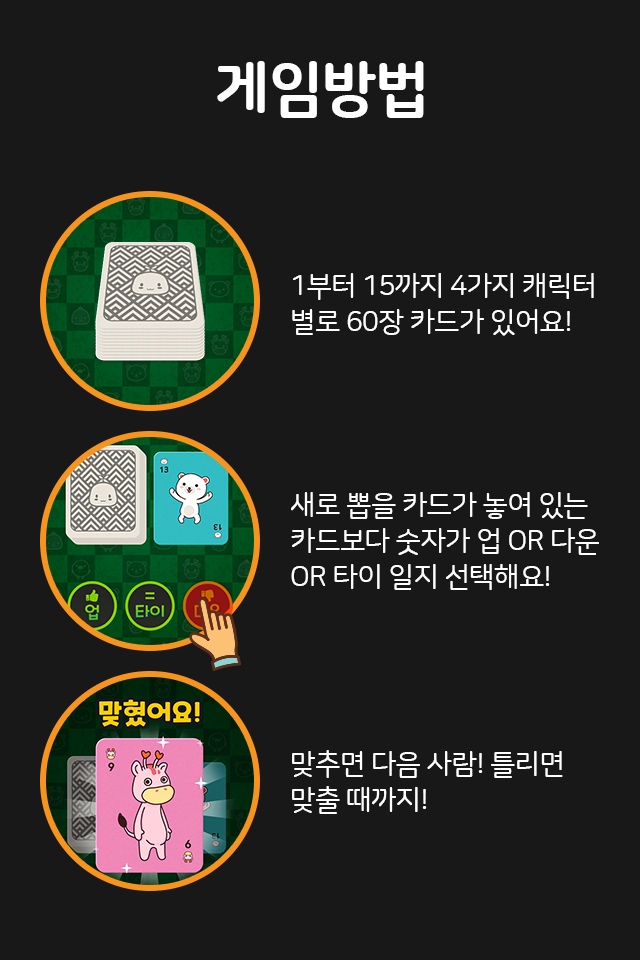 게임방법
1부터 15까지 4가지 캐릭터
별로 60장 카드가 있어요!
13
13
새로 뽑을 카드가 놓여 있는
카드보다 숫자가 업 OR 다운
OR 타이 일지 선택해요!
업
=
타이
맞혔어요!
9
13
9
맞추면 다음 사람! 틀리면
맞출 때까지!